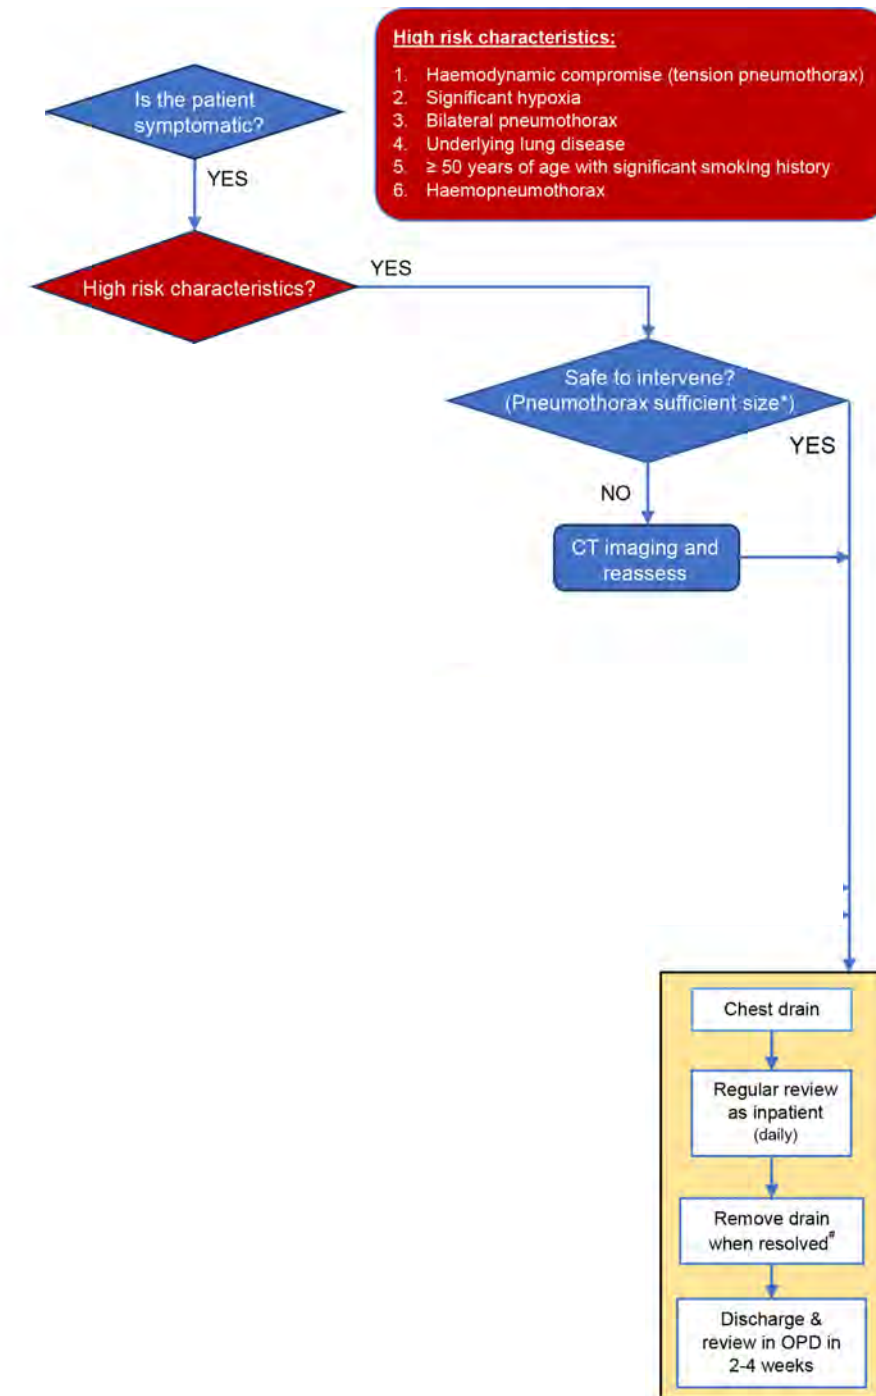 High risk characteristics:
1. Haemodynamic compromise (tension pneumothorax)
2. Significant hypoxia
3. Bilateral pneumothorax
4. Underlying lung disease
5. ≥ 50 years of age with significant smoking history
6. Haemopneumothorax
Is the patient
symptomatic?
YES
High risk characteristics?
YES
Safe to intervene?
(Pneumothorax sufficient size*)
YES
NO
CT imaging and
reassess
Chest drain
Regular review
as inpatient
(daily)
Remove drain
when resolved#
Discharge &
review in OPD in
2-4 weeks